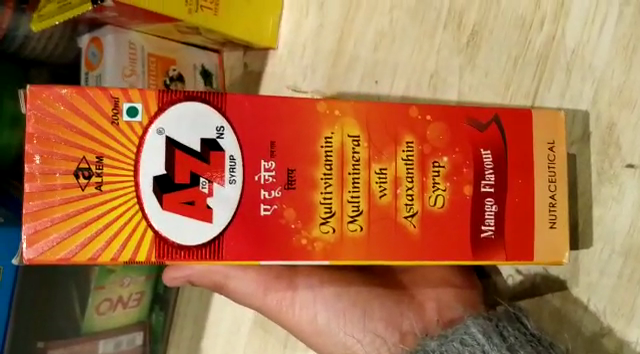 ALKEM
200ml
A TO Z
®
NS
SYRUP
ए टू ज़ेड
सिरप
Multivitamin,
Multimineral
with
Astaxanthin
Syrup
Mango Flavour
NUTRACEUTICAL
ENO